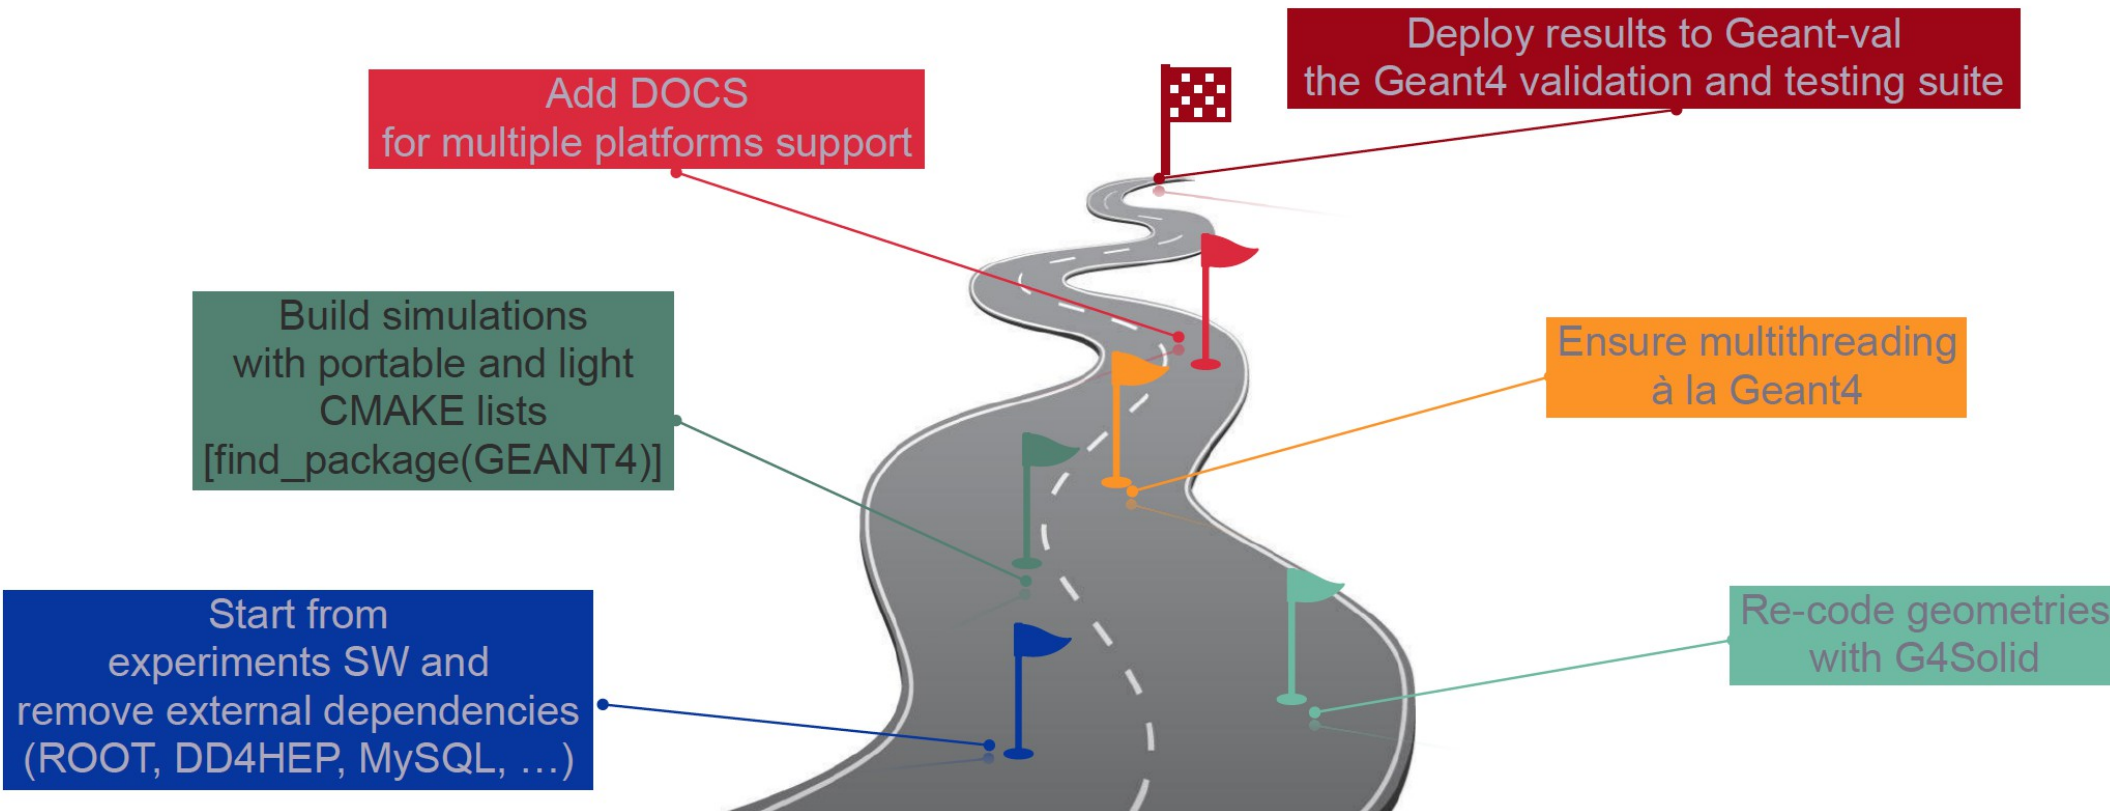 Deploy results to Geant-val
the Geant4 validation and testing suite
Add DOCS
for multiple platforms support
Build simulations
with portable and light
CMAKE lists
[find_package(GEANT4)]
Ensure multithreading
à la Geant4
Start from
experiments SW and
remove external dependencies
(ROOT, DD4HEP, MySQL, …)
Re-code geometries
with G4Solid